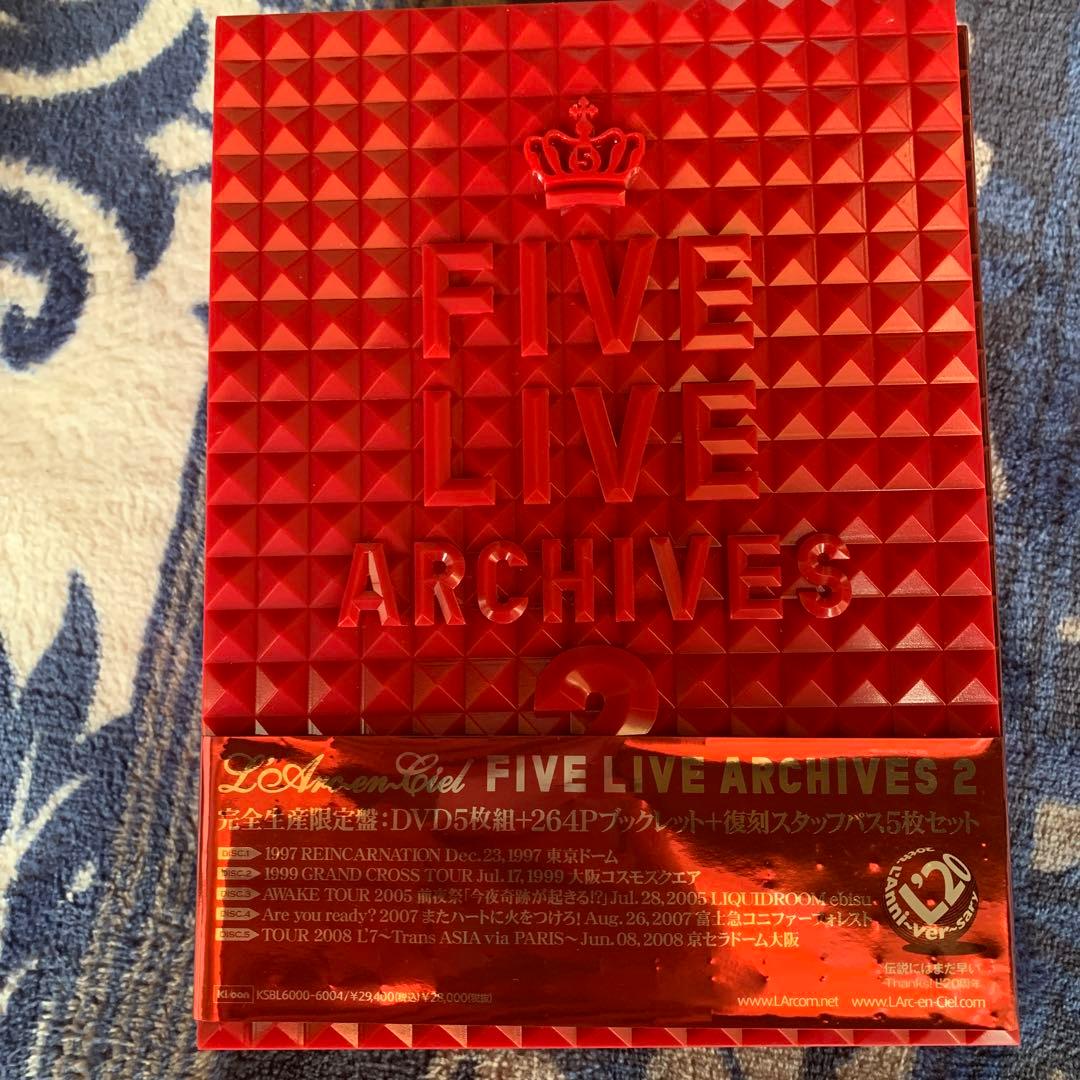 5
FIVE
LIVE
ARCHIVES
2
L'Arc-en-Ciel FIVE LIVE ARCHIVES 2
完全生産限定盤:DVD5枚組+264Pブックレット+復刻スタッフパス5枚セット
DISC.1 1997 REINCARNATION Dec.23,1997 東京ドーム
DISC.2 1999 GRAND CROSS TOUR Jul.17,1999 大阪コスモスクエア
DISC.3 AWAKE TOUR 2005 前夜祭「今夜奇跡が起きる!?」Jul.28,2005 LIQUIDROOM ebisu
DISC.4 Are you ready? 2007 またハートに火をつけろ! Aug.26,2007 富士急コニファーフォレスト
DISC.5 TOUR 2008 L'7〜Trans ASIA via PARIS〜 Jun.08,2008 京セラドーム大阪
L'20
伝説にはまだ早い
Thanks! L'20周年
Ki/oon KSBL6000-6004/¥29,400(税込)¥28,000(税抜)
www.LArcom.net www.LArc-en-Ciel.com